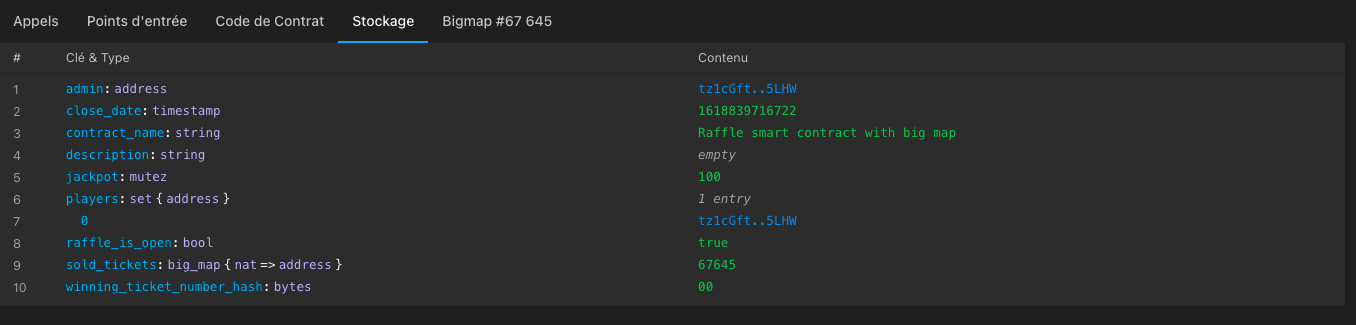 Appels Points d'entrée Code de Contrat Stockage Bigmap #67 645
# Clé & Type Contenu
1 admin: address tz1cGft..5LHW
2 close_date: timestamp 1618839716722
3 contract_name: string Raffle smart contract with big map
4 description: string empty
5 jackpot: mutez 100
6 players: set { address } 1 entry
7 0 tz1cGft..5LHW
8 raffle_is_open: bool true
9 sold_tickets: big_map { nat => address } 67645
10 winning_ticket_number_hash: bytes 00